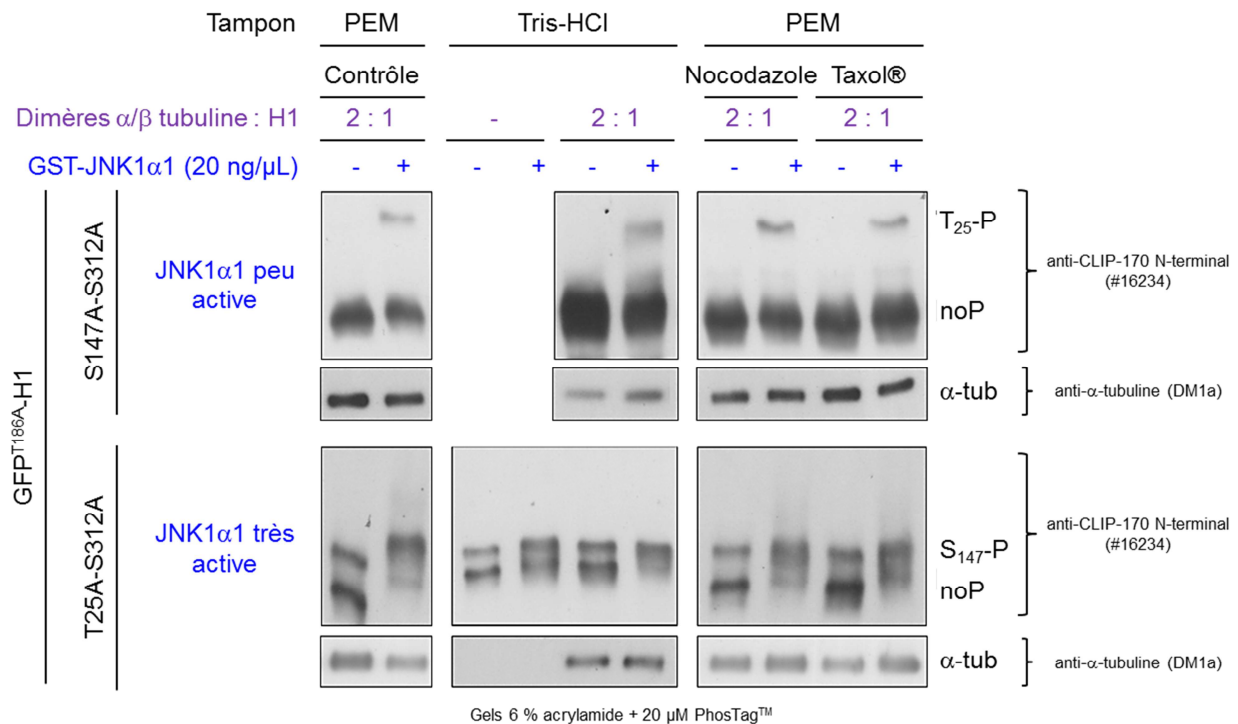 Tampon PEM Tris-HCl PEM
Contrôle Nocodazole Taxol®
Dimères α/β tubuline : H1 2 : 1 - 2 : 1 2 : 1 2 : 1
GST-JNK1α1 (20 ng/µL) - + - + - + - + - +
GFP^T186A-H1
S147A-S312A
JNK1α1 peu
active
T₂₅-P
noP
anti-CLIP-170 N-terminal
(#16234)
α-tub
anti-α-tubuline (DM1a)
T25A-S312A
JNK1α1 très
active
S₁₄₇-P
noP
anti-CLIP-170 N-terminal
(#16234)
α-tub
anti-α-tubuline (DM1a)
Gels 6 % acrylamide + 20 µM PhosTag™